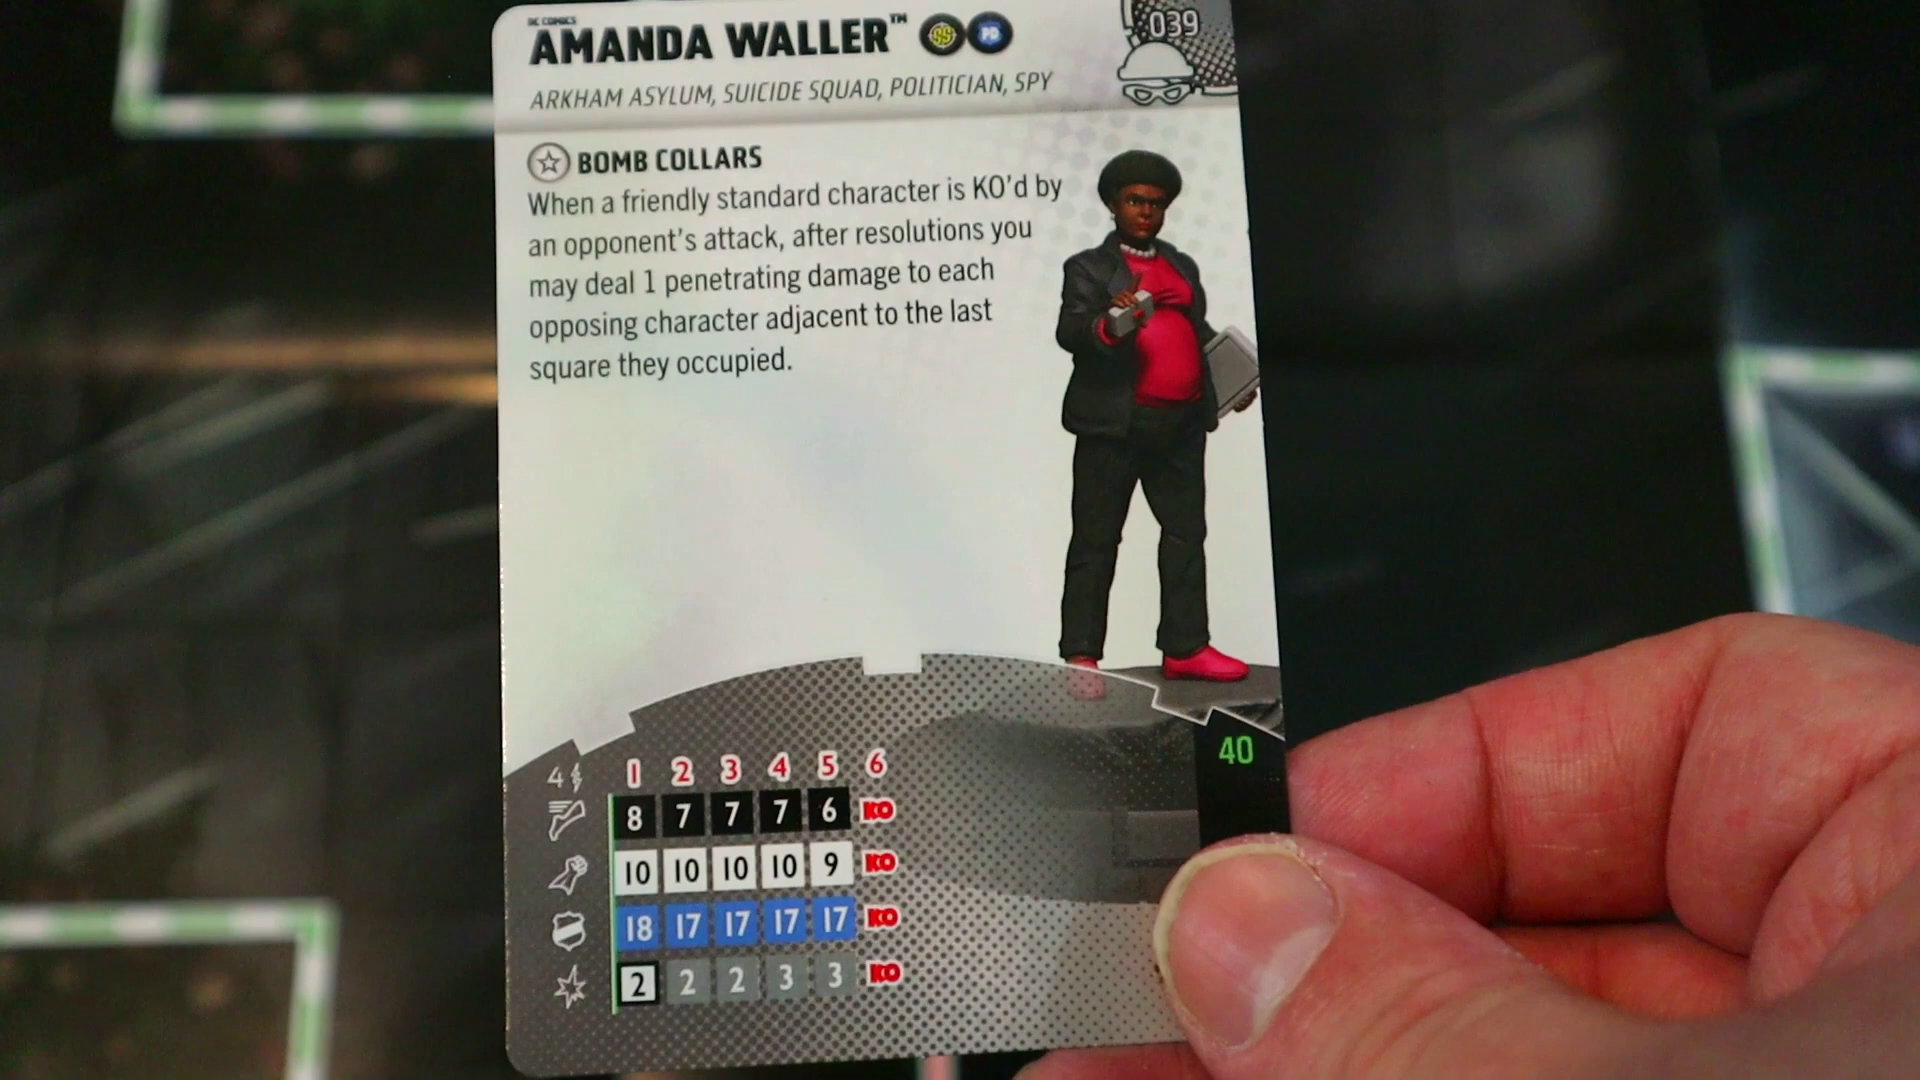 DC COMICS
AMANDA WALLER™ SS PD
039
ARKHAM ASYLUM, SUICIDE SQUAD, POLITICIAN, SPY
BOMB COLLARS
When a friendly standard character is KO'd by
an opponent's attack, after resolutions you
may deal 1 penetrating damage to each
opposing character adjacent to the last
square they occupied.
40
4 1 2 3 4 5 6
8 7 7 7 6 KO
10 10 10 10 9 KO
18 17 17 17 17 KO
2 2 2 3 3 KO